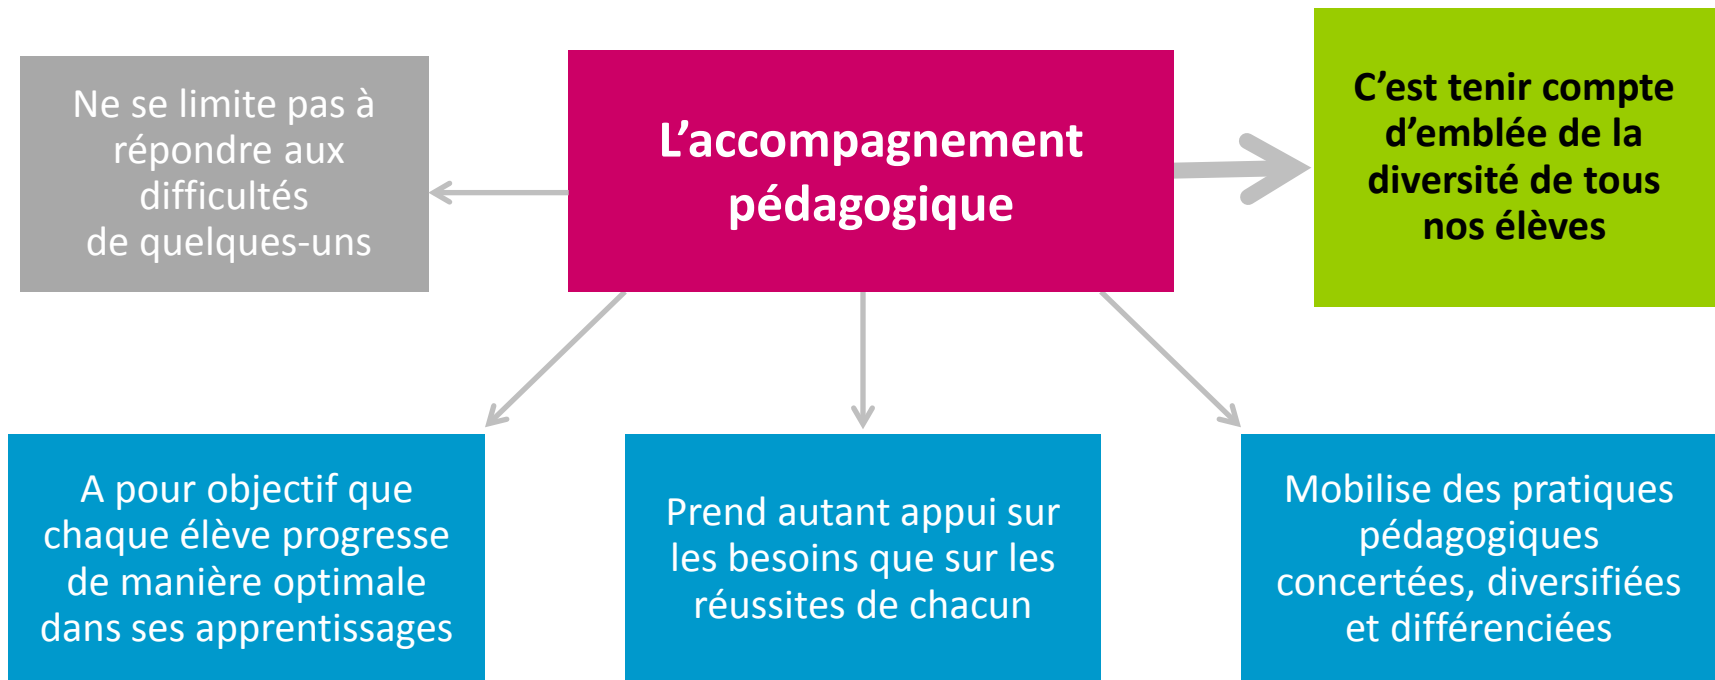 Ne se limite pas à
répondre aux
difficultés
de quelques-uns
L’accompagnement
pédagogique
C’est tenir compte
d’emblée de la
diversité de tous
nos élèves
A pour objectif que
chaque élève progresse
de manière optimale
dans ses apprentissages
Prend autant appui sur
les besoins que sur les
réussites de chacun
Mobilise des pratiques
pédagogiques
concertées, diversifiées
et différenciées